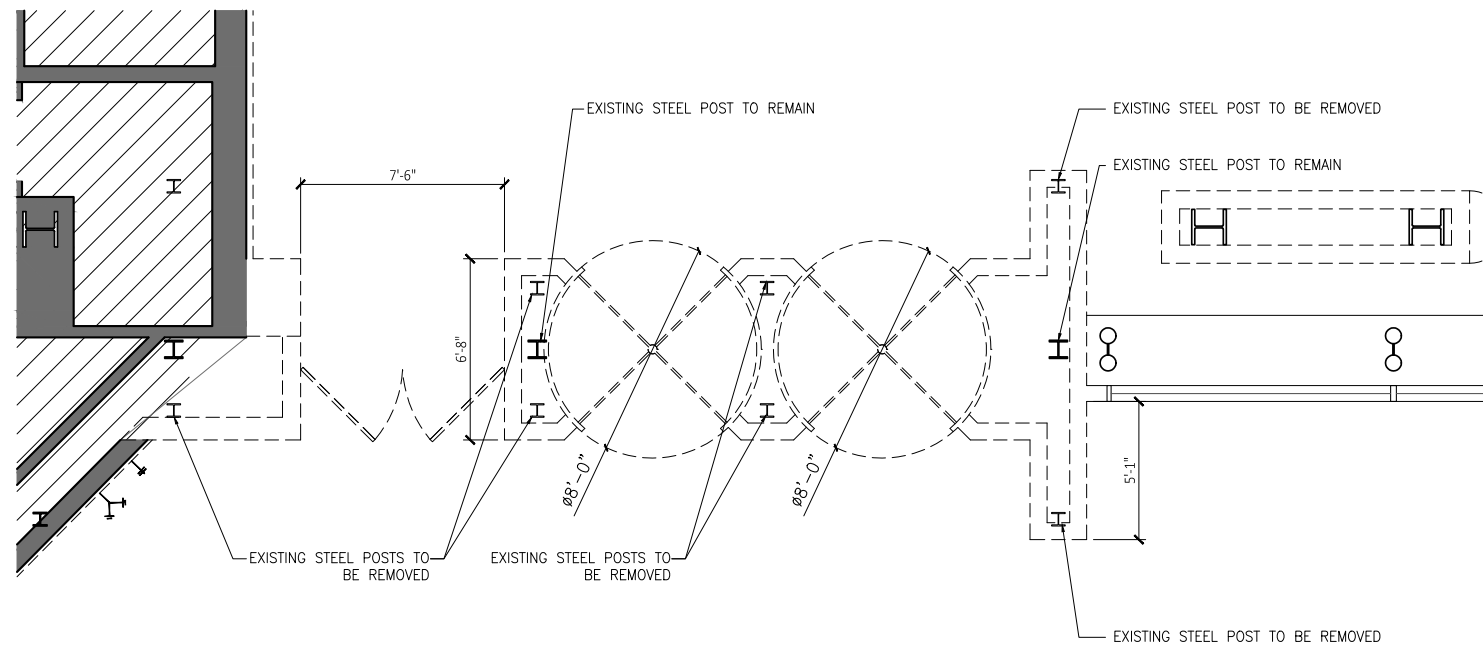 EXISTING STEEL POST TO REMAIN
EXISTING STEEL POST TO BE REMOVED
EXISTING STEEL POST TO REMAIN
7'-6"
6'-8"
ø8'-0"
ø8'-0"
5'-1"
EXISTING STEEL POSTS TO
BE REMOVED
EXISTING STEEL POSTS TO
BE REMOVED
EXISTING STEEL POST TO BE REMOVED